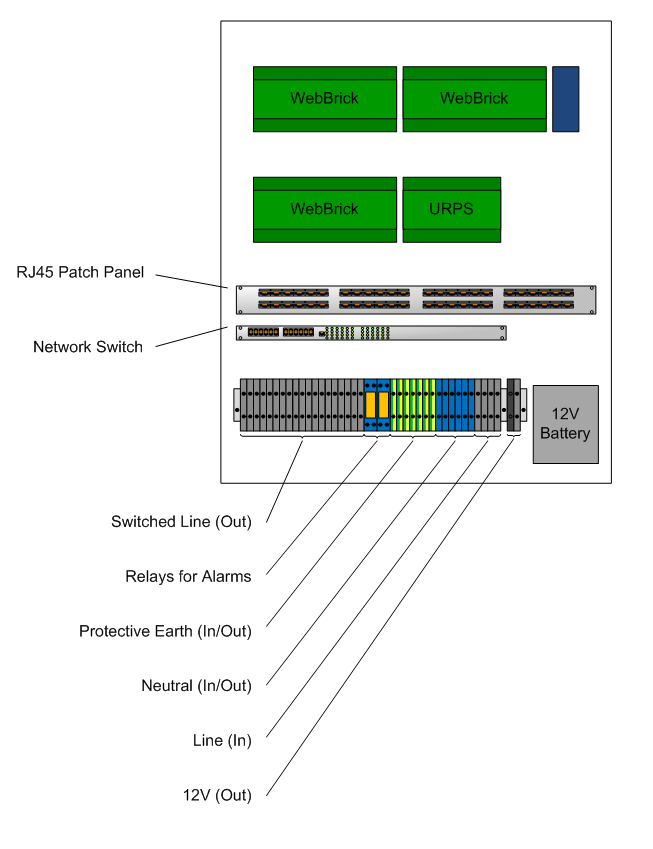 WebBrick
WebBrick
WebBrick
URPS
RJ45 Patch Panel
Network Switch
12V
Battery
Switched Line (Out)
Relays for Alarms
Protective Earth (In/Out)
Neutral (In/Out)
Line (In)
12V (Out)